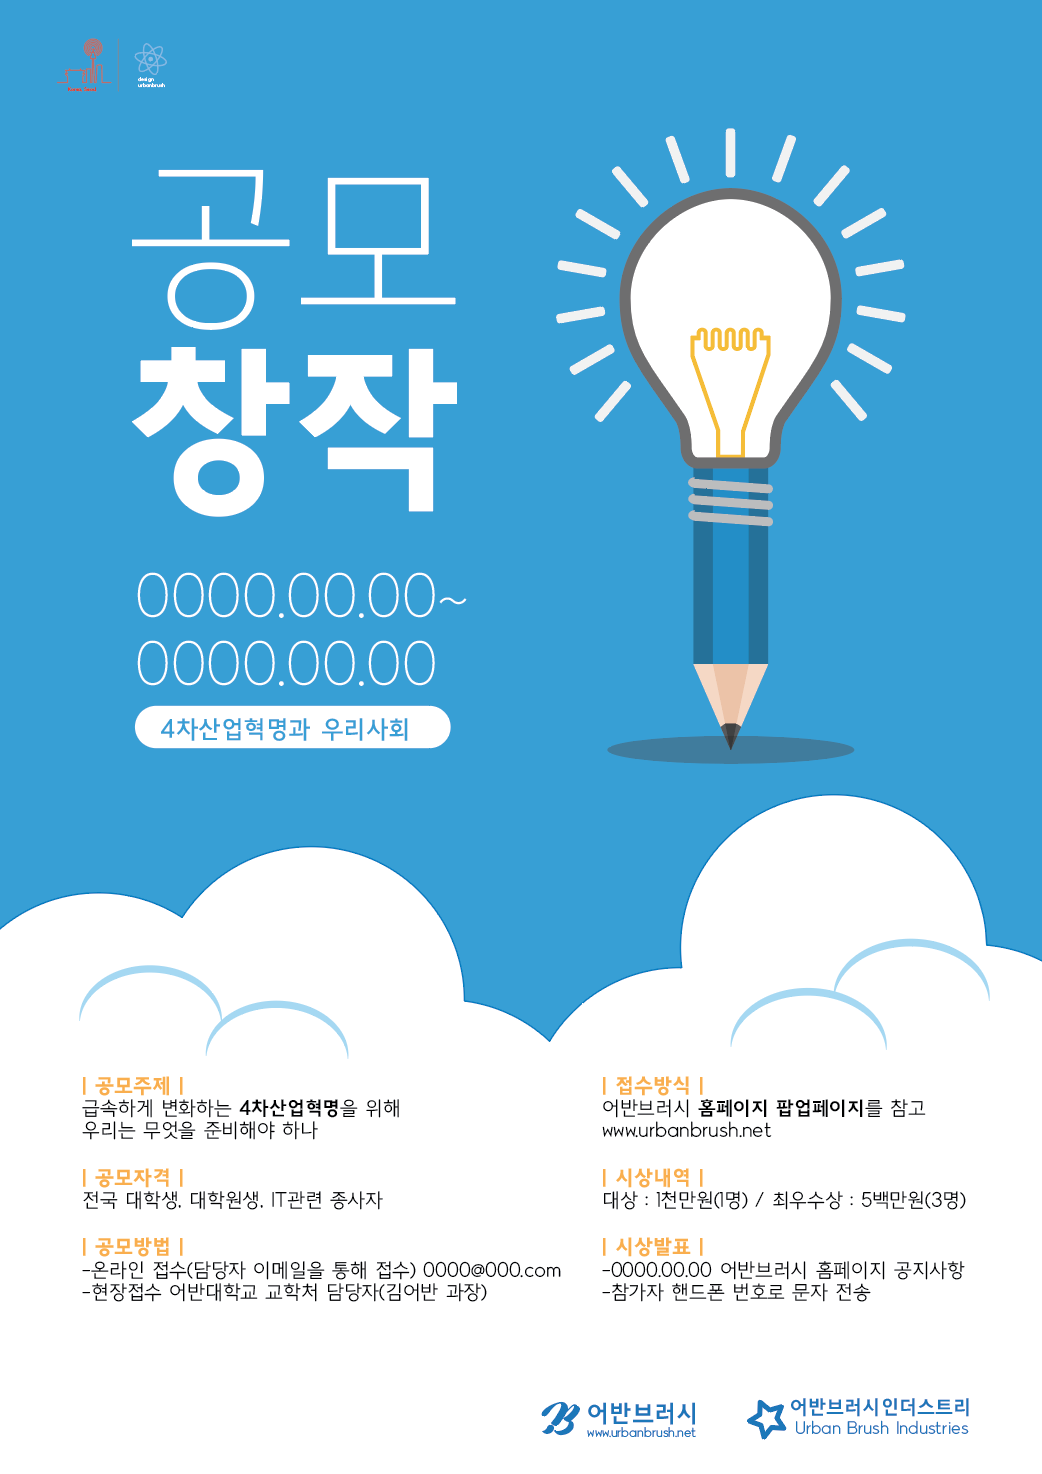 design
urbanbrush
공모
창작
0000.00.00~
0000.00.00
4차산업혁명과 우리사회
| 공모주제 |
급속하게 변화하는 4차산업혁명을 위해
우리는 무엇을 준비해야 하나
| 공모자격 |
전국 대학생. 대학원생. IT관련 종사자
| 공모방법 |
-온라인 접수(담당자 이메일을 통해 접수) 0000@000.com
-현장접수 어반대학교 교학처 담당자(김어반 과장)
| 접수방식 |
어반브러시 홈페이지 팝업페이지를 참고
www.urbanbrush.net
| 시상내역 |
대상 : 1천만원(1명) / 최우수상 : 5백만원(3명)
| 시상발표 |
-0000.00.00 어반브러시 홈페이지 공지사항
-참가자 핸드폰 번호로 문자 전송
어반브러시
www.urbanbrush.net
어반브러시인더스트리
Urban Brush Industries